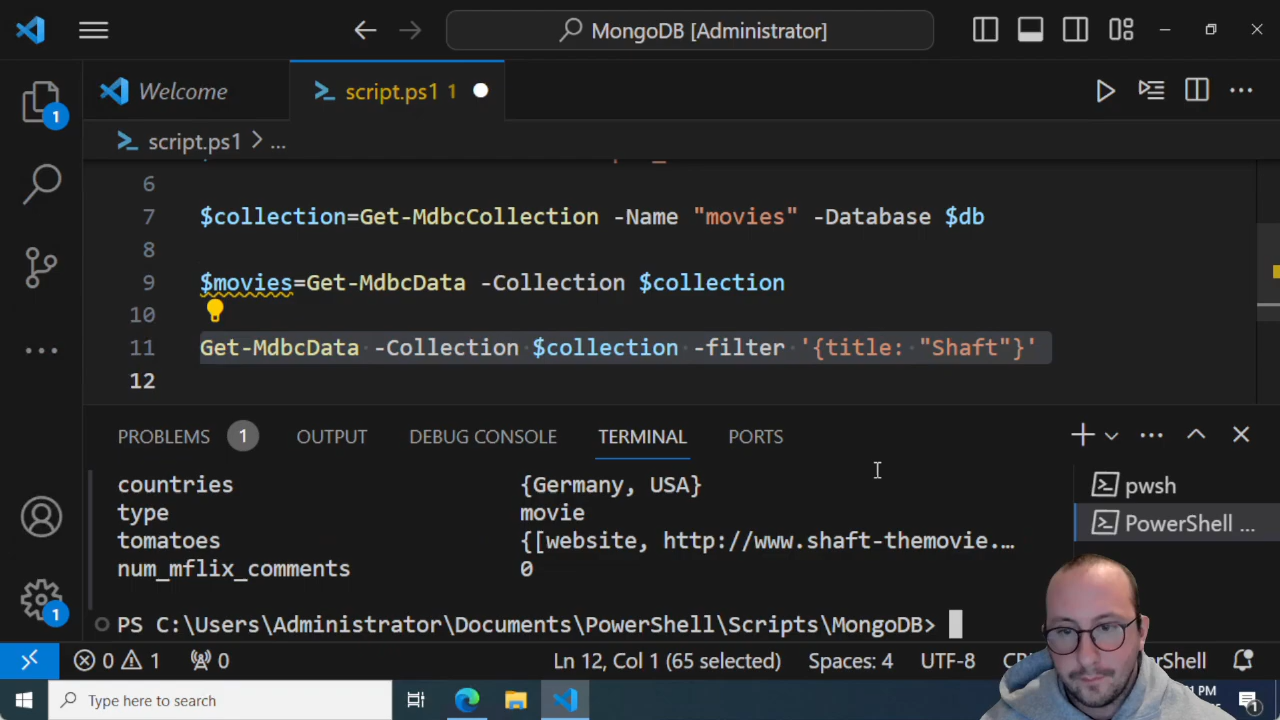 MongoDB [Administrator]
Welcome
script.ps1 1
script.ps1 > ...
6
7 $collection=Get-MdbcCollection -Name "movies" -Database $db
8
9 $movies=Get-MdbcData -Collection $collection
10
11 Get-MdbcData -Collection $collection -filter '{title: "Shaft"}'
12
PROBLEMS 1 OUTPUT DEBUG CONSOLE TERMINAL PORTS
countries {Germany, USA}
type movie
tomatoes {[website, http://www.shaft-themovie.…
num_mflix_comments 0
PS C:\Users\Administrator\Documents\PowerShell\Scripts\MongoDB>
pwsh
PowerShell ...
1
1
0 1 0 Ln 12, Col 1 (65 selected) Spaces: 4 UTF-8
Type here to search
PM
1